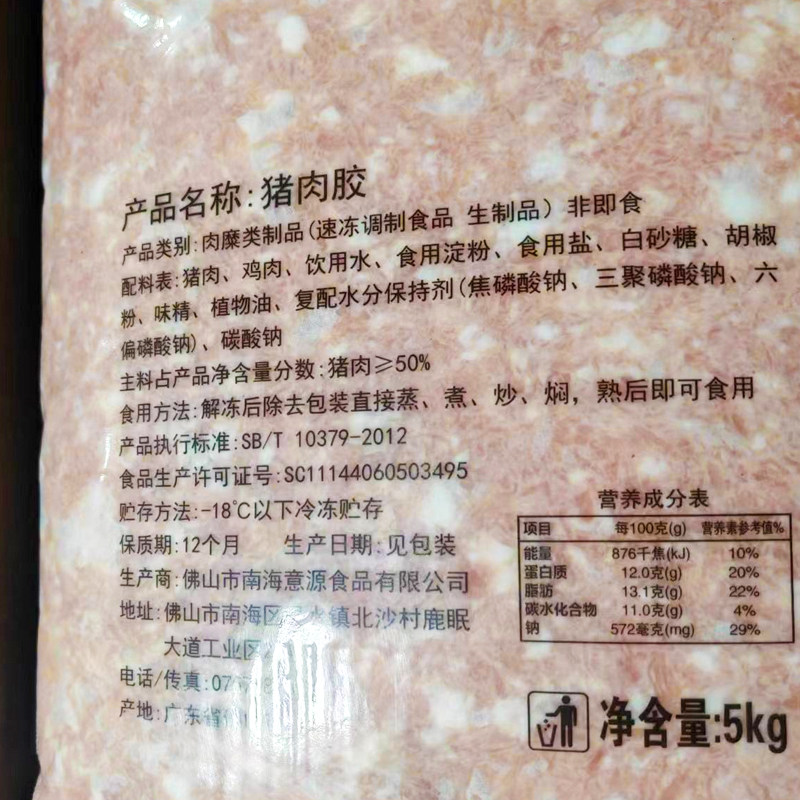 产品名称:猪肉胶
产品类别:肉糜类制品(速冻调制食品 生制品) 非即食
配料表:猪肉、鸡肉、饮用水、食用淀粉、食用盐、白砂糖、胡椒
粉、味精、植物油、复配水分保持剂(焦磷酸钠、三聚磷酸钠、六
偏磷酸钠)、碳酸钠
主料占产品净含量分数:猪肉≥50%
食用方法:解冻后除去包装直接蒸、煮、炒、焖，熟后即可食用
产品执行标准:SB/T 10379-2012
食品生产许可证号:SC11144060503495
贮存方法:-18℃以下冷冻贮存
保质期:12个月 生产日期:见包装
生产商:佛山市南海意源食品有限公司
地址:佛山市南海区 水镇北沙村鹿眠
大道工业区
电话/传真:07
产地:广东省
营养成分表
项目 每100克(g) 营养素参考值%
能量 876千焦(kJ) 10%
蛋白质 12.0克(g) 20%
脂肪 13.1克(g) 22%
碳水化合物 11.0克(g) 4%
钠 572毫克(mg) 29%
净含量:5kg